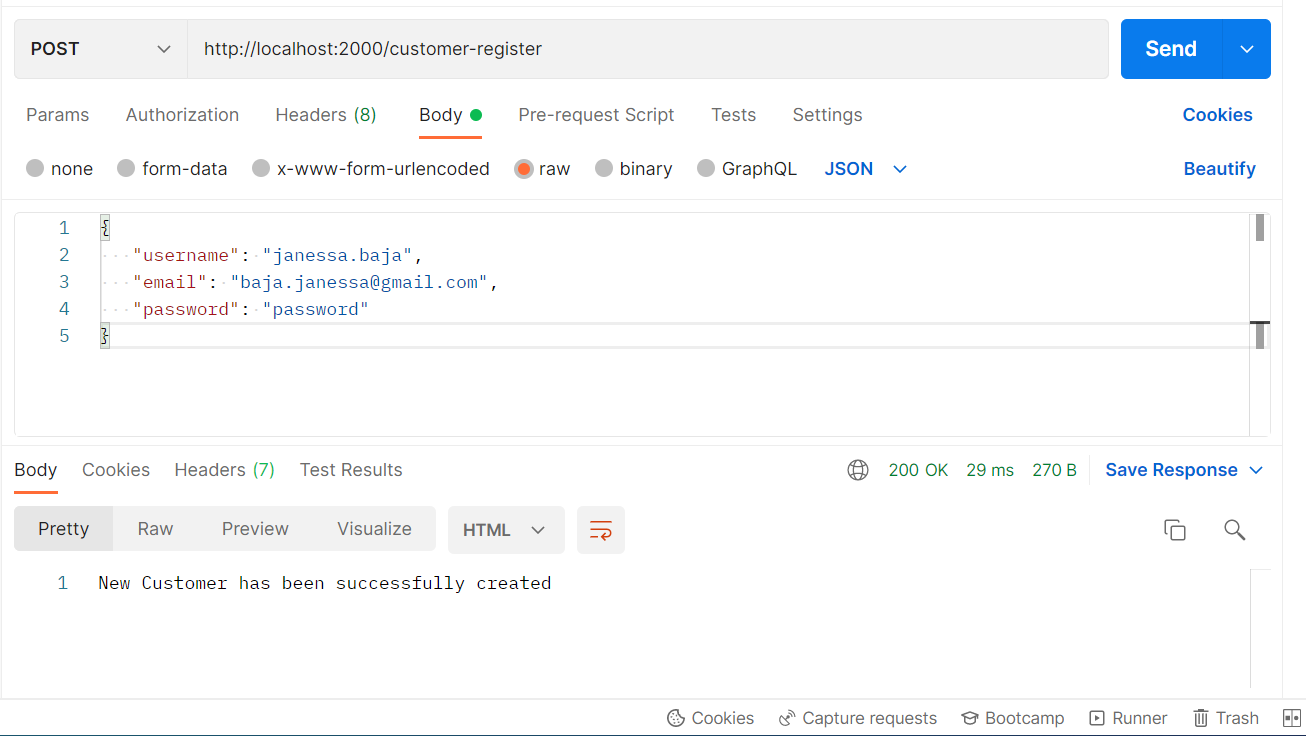 POST http://localhost:2000/customer-register Send
Params Authorization Headers (8) Body Pre-request Script Tests Settings Cookies
none form-data x-www-form-urlencoded raw binary GraphQL JSON Beautify
1 {
2 "username": "janessa.baja",
3 "email": "baja.janessa@gmail.com",
4 "password": "password"
5 }
Body Cookies Headers (7) Test Results 200 OK 29 ms 270 B Save Response
Pretty Raw Preview Visualize HTML
1 New Customer has been successfully created
Cookies Capture requests Bootcamp Runner Trash